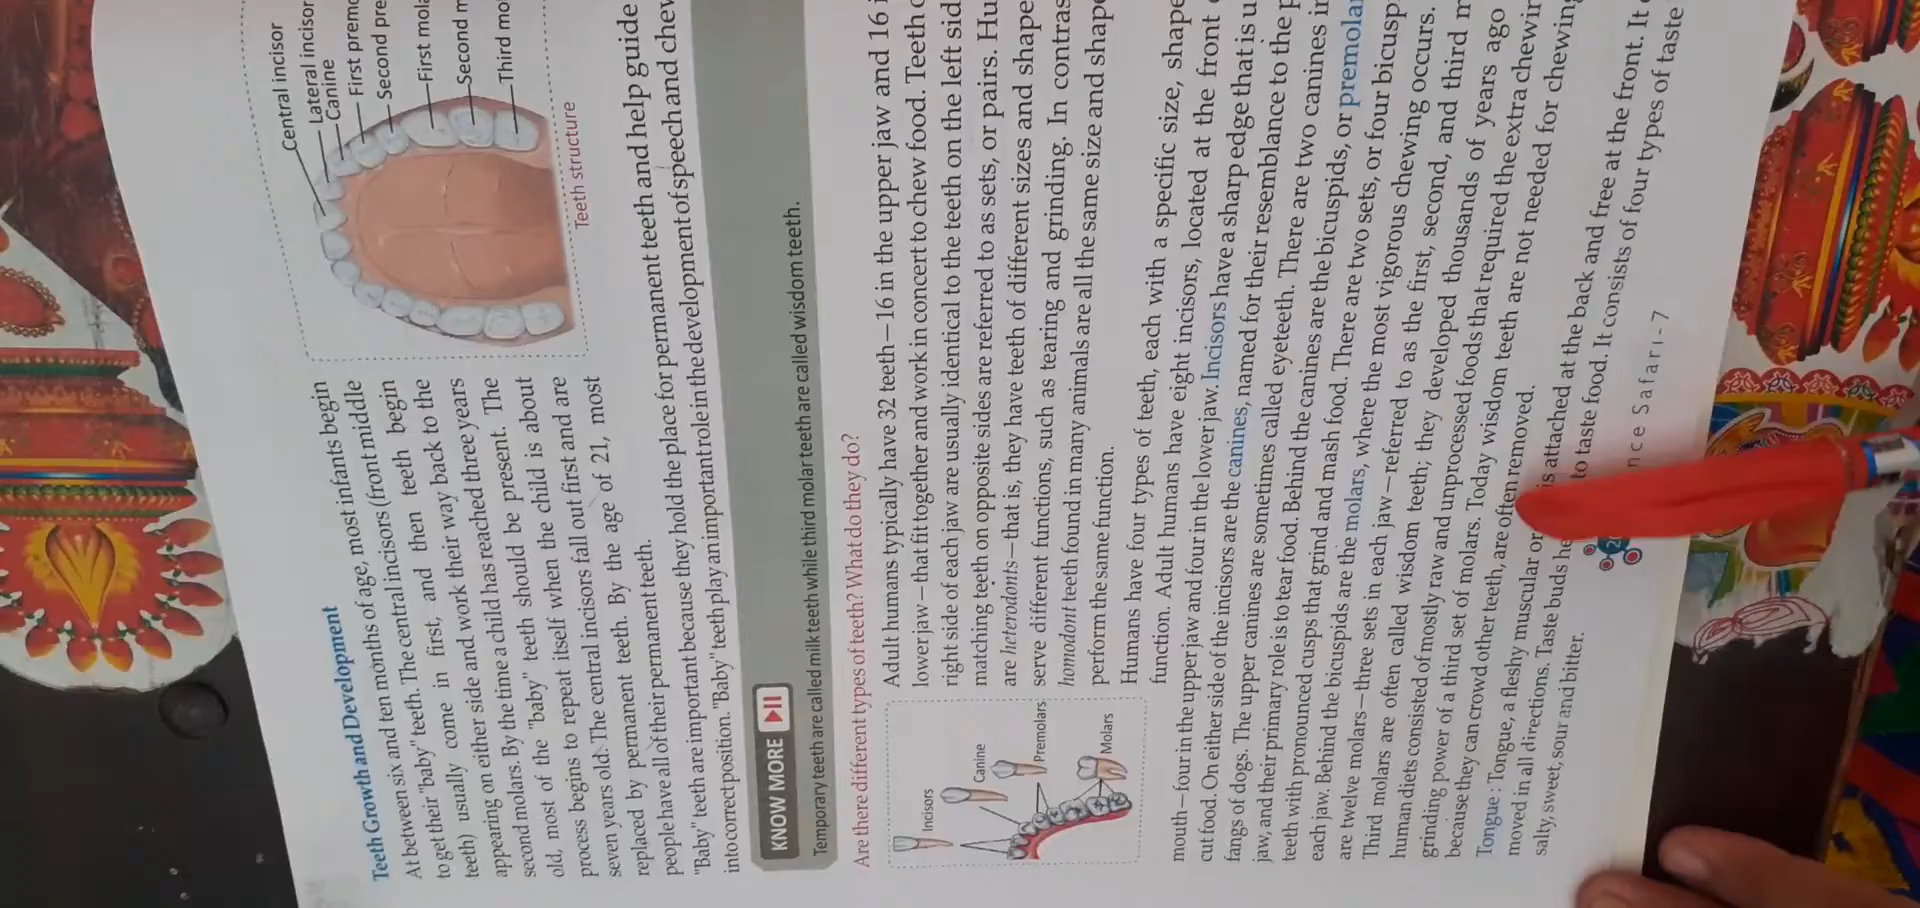 Teeth Growth and Development
At between six and ten months of age, most infants begin
to get their "baby" teeth. The central incisors (front middle
teeth) usually come in first, and then teeth begin
appearing on either side and work their way back to the
second molars. By the time a child has reached three years
old, most of the "baby" teeth should be present. The
process begins to repeat itself when the child is about
seven years old. The central incisors fall out first and are
replaced by permanent teeth. By the age of 21, most
people have all of their permanent teeth.
Central incisor
Lateral incisor
Canine
First
Second
First
Second
Third
Teeth structure
"Baby" teeth are important because they hold the place for permanent teeth and help guide
into correct position. "Baby" teeth play an important role in the development of speech and
KNOW MORE
Temporary teeth are called milk teeth while third molar teeth are called wisdom teeth.
Are there different types of teeth? What do they do?
Incisors
Canine
Premolars
Molars
Adult humans typically have 32 teeth—16 in the upper jaw and 16
lower jaw—that fit together and work in concert to chew food. Teeth
right side of each jaw are usually identical to the teeth on the left
matching teeth on opposite sides are referred to as sets, or pairs.
are heterodonts—that is, they have teeth of different sizes and
serve different functions, such as tearing and grinding. In
homodont teeth found in many animals are all the same size and
perform the same function.
Humans have four types of teeth, each with a specific size,
function. Adult humans have eight incisors, located at the front
mouth—four in the upper jaw and four in the lower jaw. Incisors have a sharp edge that is
cut food. On either side of the incisors are the canines, named for their resemblance to the
fangs of dogs. The upper canines are sometimes called eyeteeth. There are two canines
jaw, and their primary role is to tear food. Behind the canines are the bicuspids, or
teeth with pronounced cusps that grind and mash food. There are two sets, or four
each jaw. Behind the bicuspids are the molars, where the most vigorous chewing occurs.
are twelve molars—three sets in each jaw—referred to as the first, second, and third
Third molars are often called wisdom teeth; they developed thousands of years ago
human diets consisted of mostly raw and unprocessed foods that required the extra
grinding power of a third set of molars. Today wisdom teeth are not needed for
because they can crowd other teeth, are often removed.
Tongue : Tongue, a fleshy muscular is attached at the back and free at the front. It
moved in all directions. Taste buds to taste food. It consists of four types of taste
salty, sweet, sour and bitter.
Safari-7